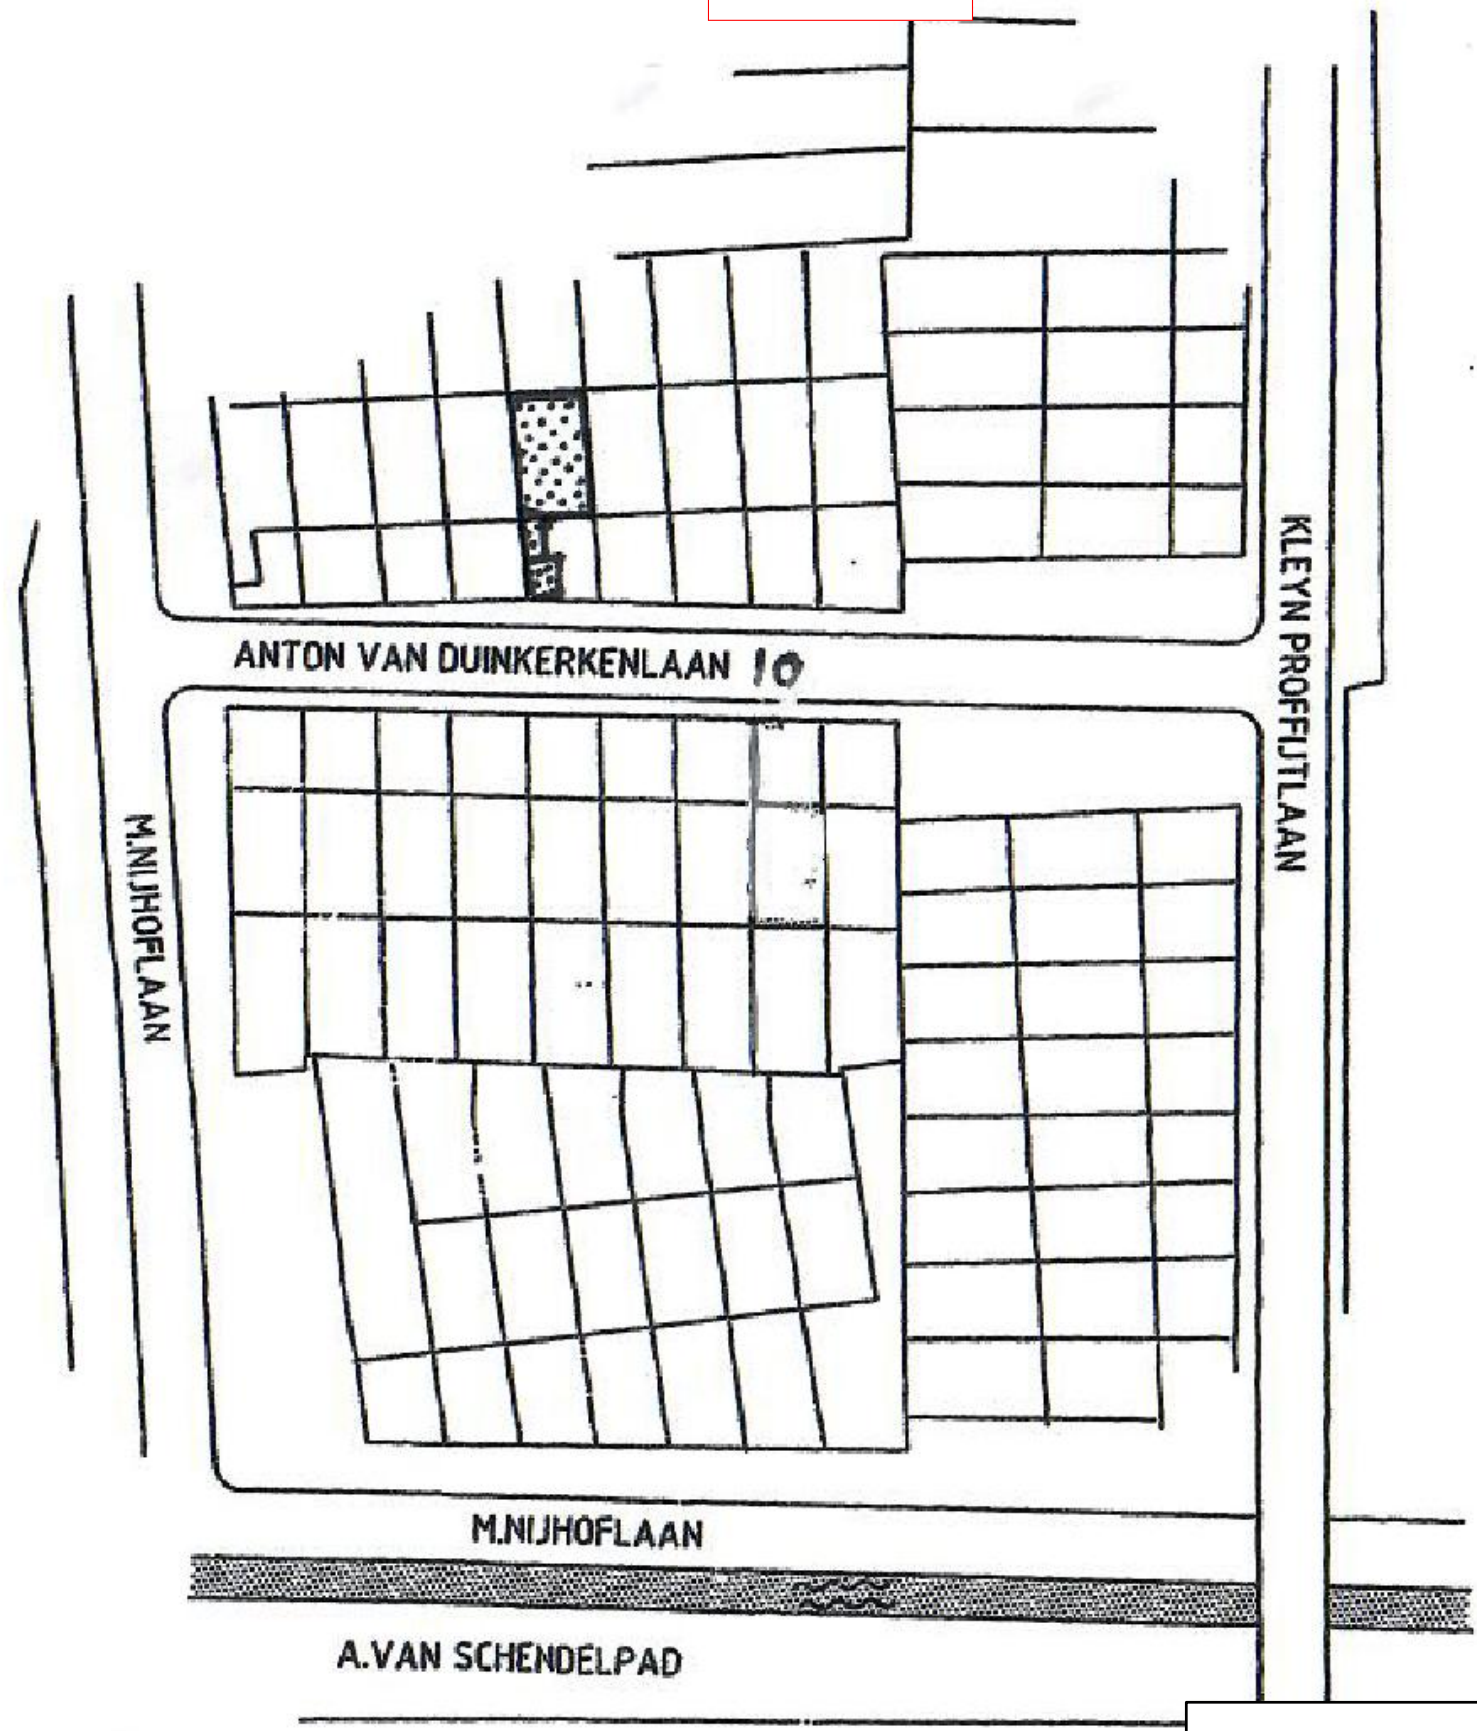 ANTON VAN DUINKERKENLAAN 10
KLEYN PROFFIJTLAAN
M.NIJHOFLAAN
M.NIJHOFLAAN
A.VAN SCHENDELPAD